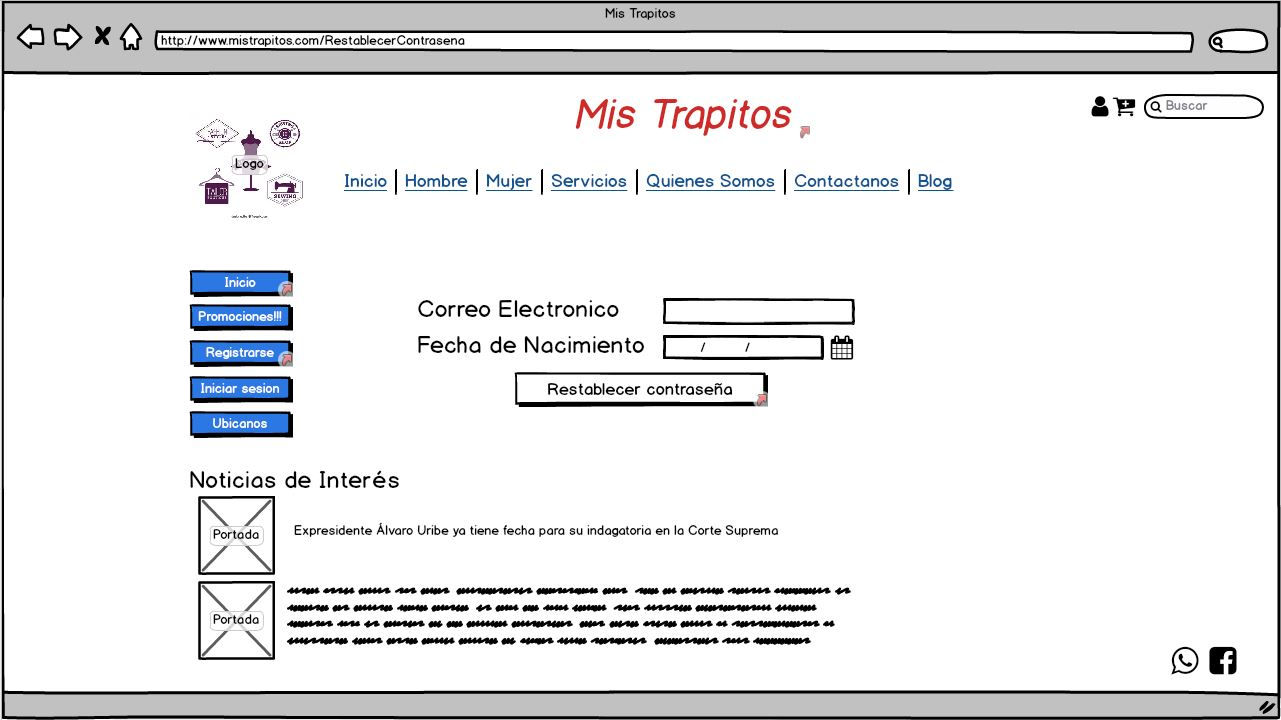 Mis Trapitos
http://www.mistrapitos.com/RestablecerContrasena
Mis Trapitos
Buscar
Logo
Inicio Hombre Mujer Servicios Quienes Somos Contactanos Blog
Inicio
Promociones!!!
Registrarse
Iniciar sesion
Ubicanos
Correo Electronico
Fecha de Nacimiento / /
Restablecer contraseña
Noticias de Interés
Portada
Expresidente Álvaro Uribe ya tiene fecha para su indagatoria en la Corte Suprema
Portada